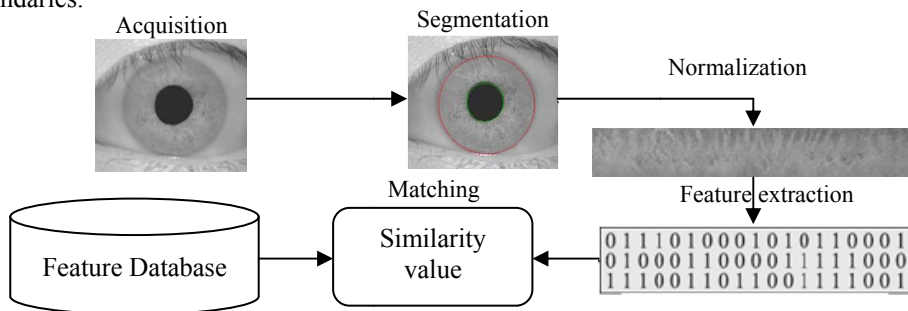 ndaries.
Acquisition
Segmentation
Normalization
Matching
Feature extraction
Feature Database
Similarity
value
0 1 1 1 0 1 0 0 0 1 0 1 0 1 1 0 0 0 1
0 1 0 0 0 1 1 0 0 0 0 1 1 1 1 1 0 0 0
1 1 1 0 0 1 1 0 1 1 0 0 1 1 1 1 0 0 1